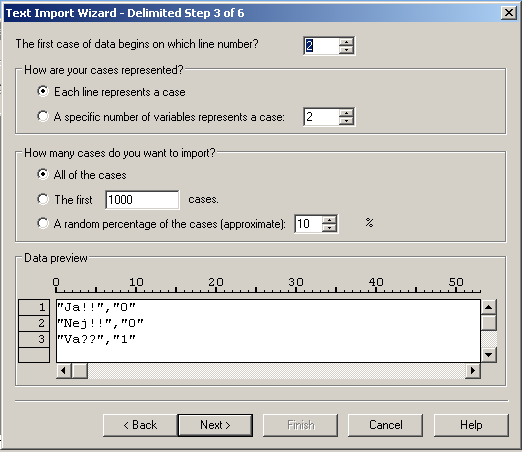 Text Import Wizard - Delimited Step 3 of 6
The first case of data begins on which line number? 2
How are your cases represented?
Each line represents a case
A specific number of variables represents a case: 2
How many cases do you want to import?
All of the cases
The first 1000 cases.
A random percentage of the cases (approximate): 10 %
Data preview
0 10 20 30 40 50
1 "Ja!!","0"
2 "Nej!!","0"
3 "Va??","1"
< Back Next > Finish Cancel Help